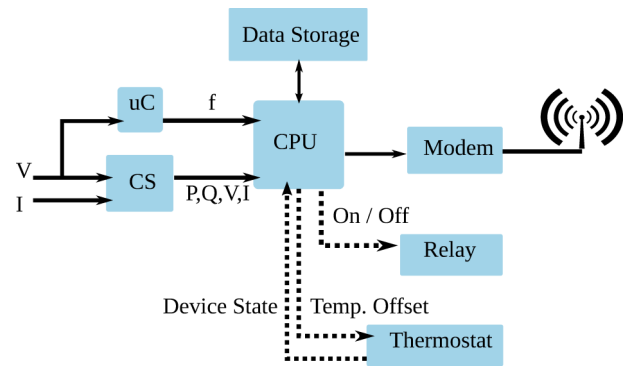 Data Storage
uC
f
CPU
Modem
V
CS
I
P,Q,V,I
On / Off
Relay
Device State
Temp. Offset
Thermostat